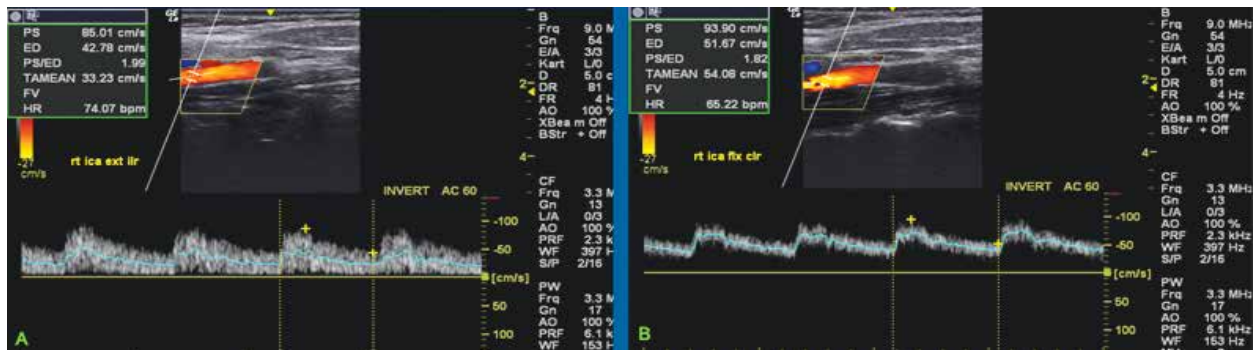 PS 85.01 cm/s
ED 42.78 cm/s
PS/ED 1.99
TAMEAN 33.23 cm/s
FV
HR 74.07 bpm
-27
cm/s
rt ica ext ilr
INVERT AC 60
2
4
-100
-50
[cm/s]
50
100
B
Frq 9.0 M
Gn 54
E/A 3/3
Kart L/0
D 5.0 c
DR 81
FR 4 H
AO 100 %
XBeam Off
BStr + Off
CF
Frq 3.3 M
Gn 13
L/A 0/3
AO 100 %
PRF 2.3 k
WF 397 H
S/P 2/16
PW
Frq 3.3 M
Gn 17
AO 100 %
PRF 6.1 k
WF 153 H
A
PS 93.90 cm/s
ED 51.67 cm/s
PS/ED 1.82
TAMEAN 54.08 cm/s
FV
HR 65.22 bpm
-27
cm/s
rt ica flx clr
INVERT AC 60
2
4
-100
-50
[cm/s]
50
100
B
Frq 9.0 MHz
Gn 54
E/A 3/3
Kart L/0
D 5.0 cm
DR 81
FR 4 Hz
AO 100 %
XBeam Off
BStr + Off
CF
Frq 3.3 MHz
Gn 13
L/A 0/3
AO 100 %
PRF 2.3 kHz
WF 397 Hz
S/P 2/16
PW
Frq 3.3 MHz
Gn 17
AO 100 %
PRF 6.1 kHz
WF 153 Hz
B